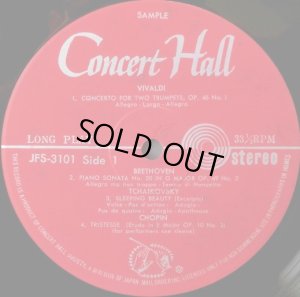 SAMPLE
Concert Hall
VIVALDI
1. CONCERTO FOR TWO TRUMPETS, OP. 46 No. 1
Allegro - Largo - Allegro
LONG
33⅓ RPM
SOLD OUT
JFS-3101 Side 1
stereo
BEETHOVEN
2. PIANO SONATA No. 20 IN G MAJOR OP. 49 No. 2
Allegro ma non troppo - Tempo di Menuetto
TCHAIKOVSKY
3. SLEEPING BEAUTY (Excerpts)
Valse - Pas d'action - Adagio
Pas de quatre - Adagio - Apotheose
CHOPIN
4. TRISTESSE (Etude in E Major OP. 10 No. 3)